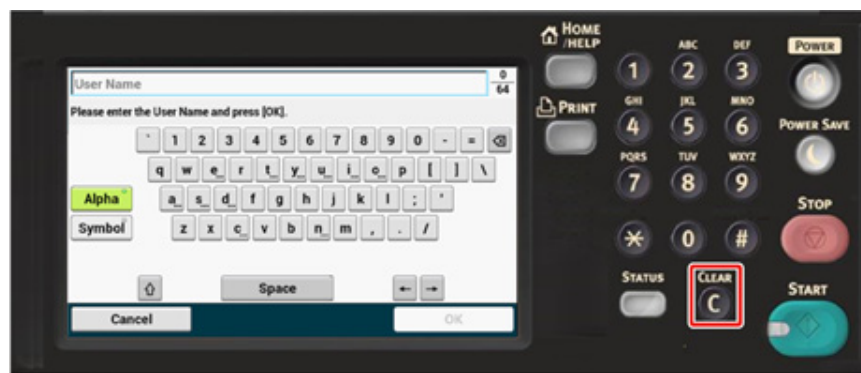 User Name
0
64
Please enter the User Name and press [OK].
` 1 2 3 4 5 6 7 8 9 0 - =
q w e r t y u i o p [ ] \
Alpha
a s d f g h j k l ; '
Symbol
z x c v b n m , . /
Space
← →
Cancel
OK
HOME
/HELP
PRINT
ABC DEF
1 2 3
GHI JKL MNO
4 5 6
PQRS TUV WXYZ
7 8 9
* 0 #
STATUS
CLEAR
C
POWER
POWER SAVE
STOP
START